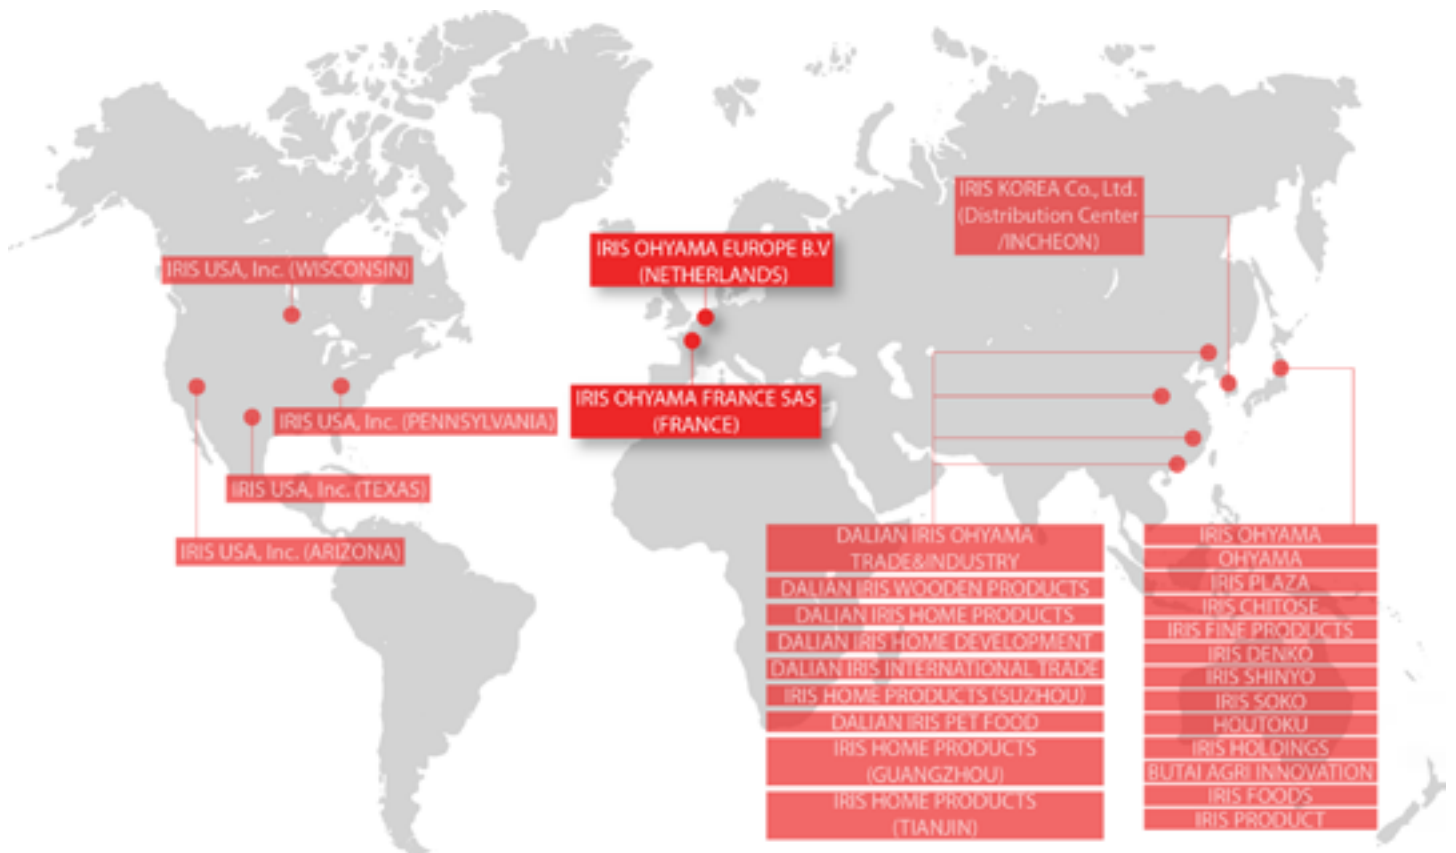 IRIS KOREA Co., Ltd.
(Distribution Center
/INCHEON)
IRIS OHYAMA EUROPE B.V
(NETHERLANDS)
IRIS USA, Inc. (WISCONSIN)
IRIS OHYAMA FRANCE SAS
(FRANCE)
IRIS USA, Inc. (PENNSYLVANIA)
IRIS USA, Inc. (TEXAS)
IRIS USA, Inc. (ARIZONA)
DALIAN IRIS OHYAMA
TRADE&INDUSTRY
DALIAN IRIS WOODEN PRODUCTS
DALIAN IRIS HOME PRODUCTS
DALIAN IRIS HOME DEVELOPMENT
DALIAN IRIS INTERNATIONAL TRADE
IRIS HOME PRODUCTS (SUZHOU)
DALIAN IRIS PET FOOD
IRIS HOME PRODUCTS
(GUANGZHOU)
IRIS HOME PRODUCTS
(TIANJIN)
IRIS OHYAMA
OHYAMA
IRIS PLAZA
IRIS CHITOSE
IRIS FINE PRODUCTS
IRIS DENKO
IRIS SHINYO
IRIS SOKO
HOUTOKU
IRIS HOLDINGS
BUTAI AGRI INNOVATION
IRIS FOODS
IRIS PRODUCT